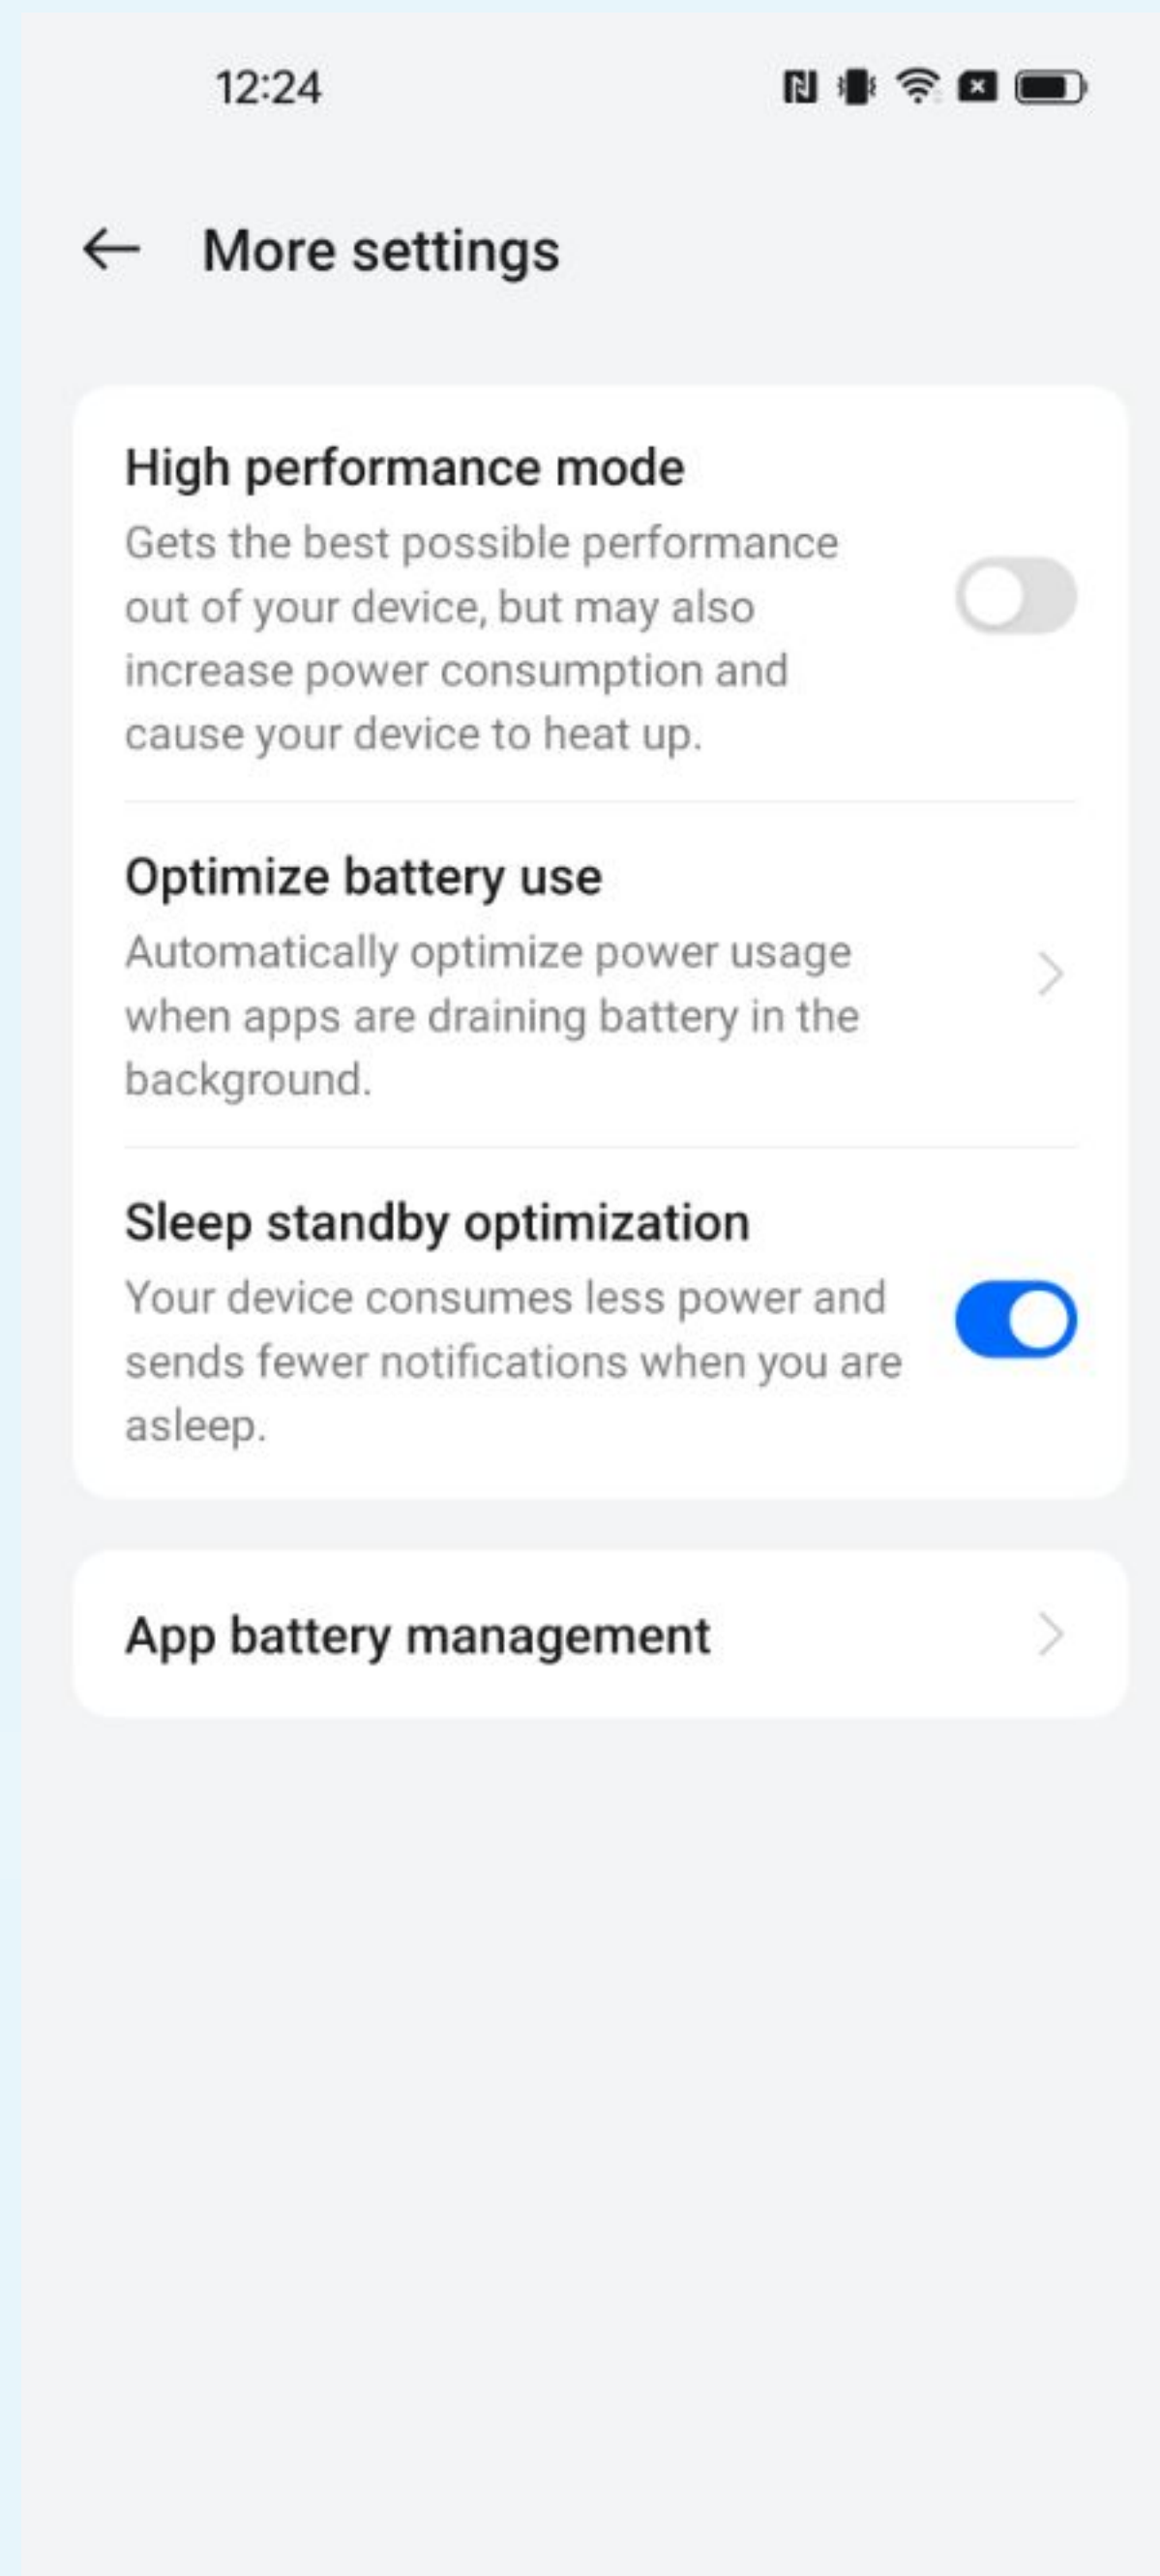 12:24
More settings
High performance mode
Gets the best possible performance
out of your device, but may also
increase power consumption and
cause your device to heat up.
Optimize battery use
Automatically optimize power usage
when apps are draining battery in the
background.
Sleep standby optimization
Your device consumes less power and
sends fewer notifications when you are
asleep.
App battery management